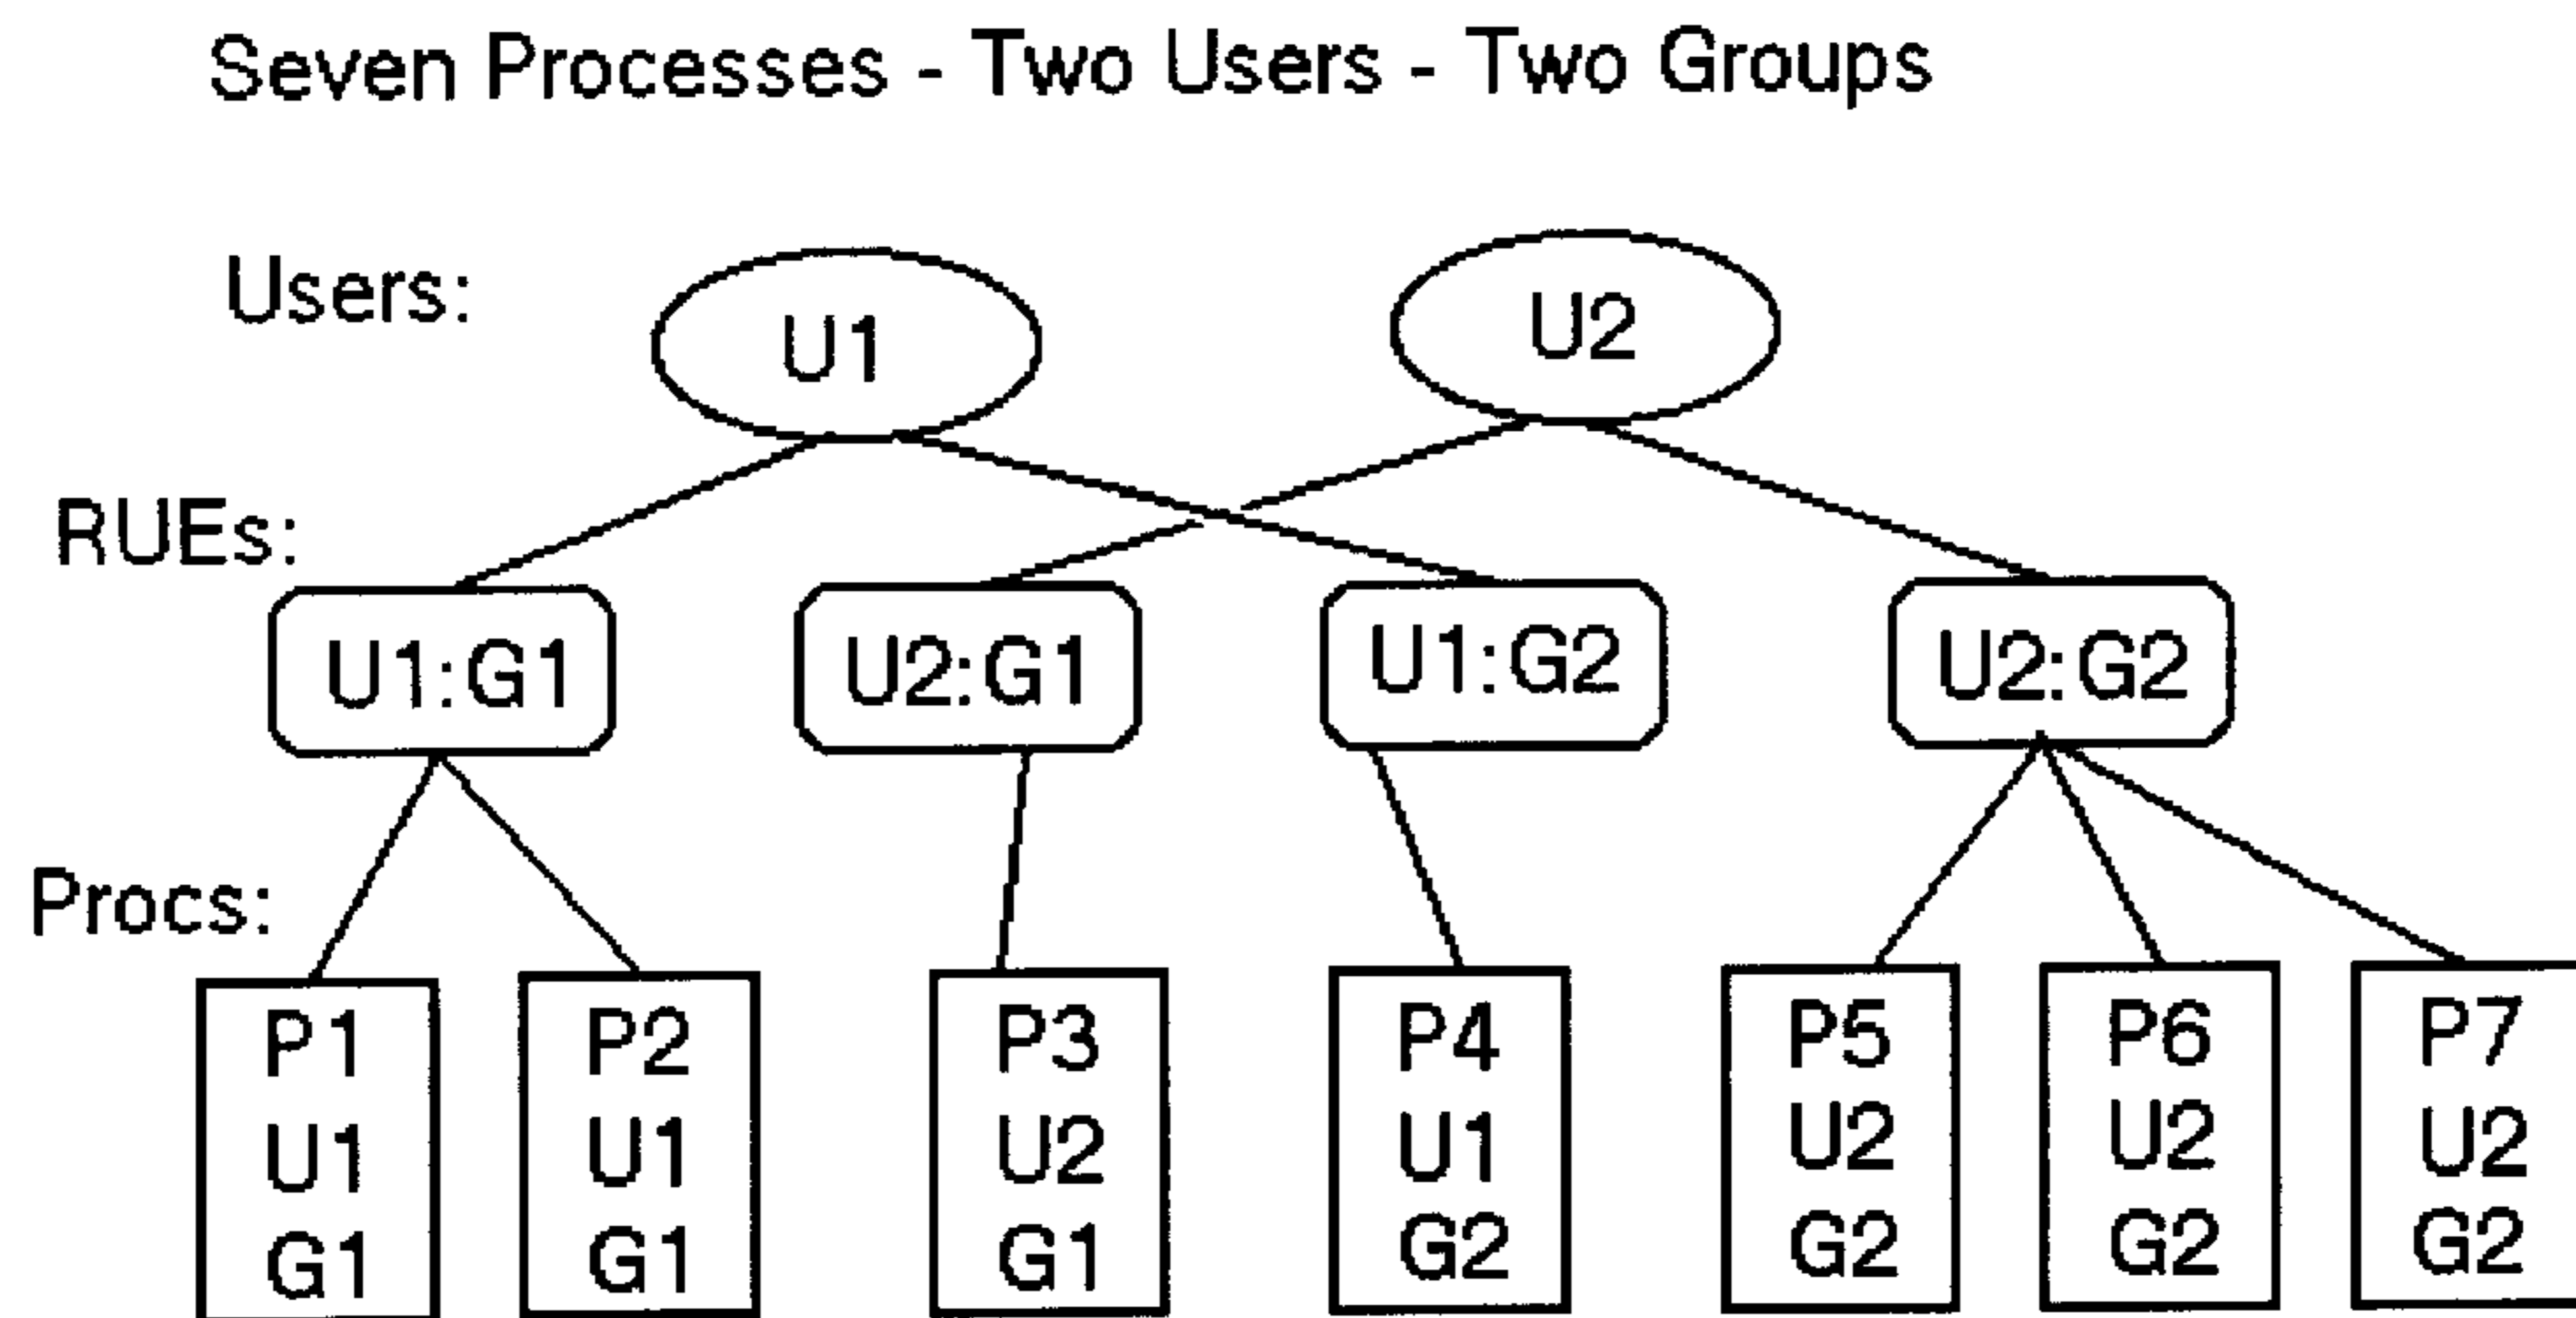 Seven Processes - Two Users - Two Groups
Users:
U1
U2
RUEs:
U1:G1
U2:G1
U1:G2
U2:G2
Procs:
P1
U1
G1
P2
U1
G1
P3
U2
G1
P4
U1
G2
P5
U2
G2
P6
U2
G2
P7
U2
G2